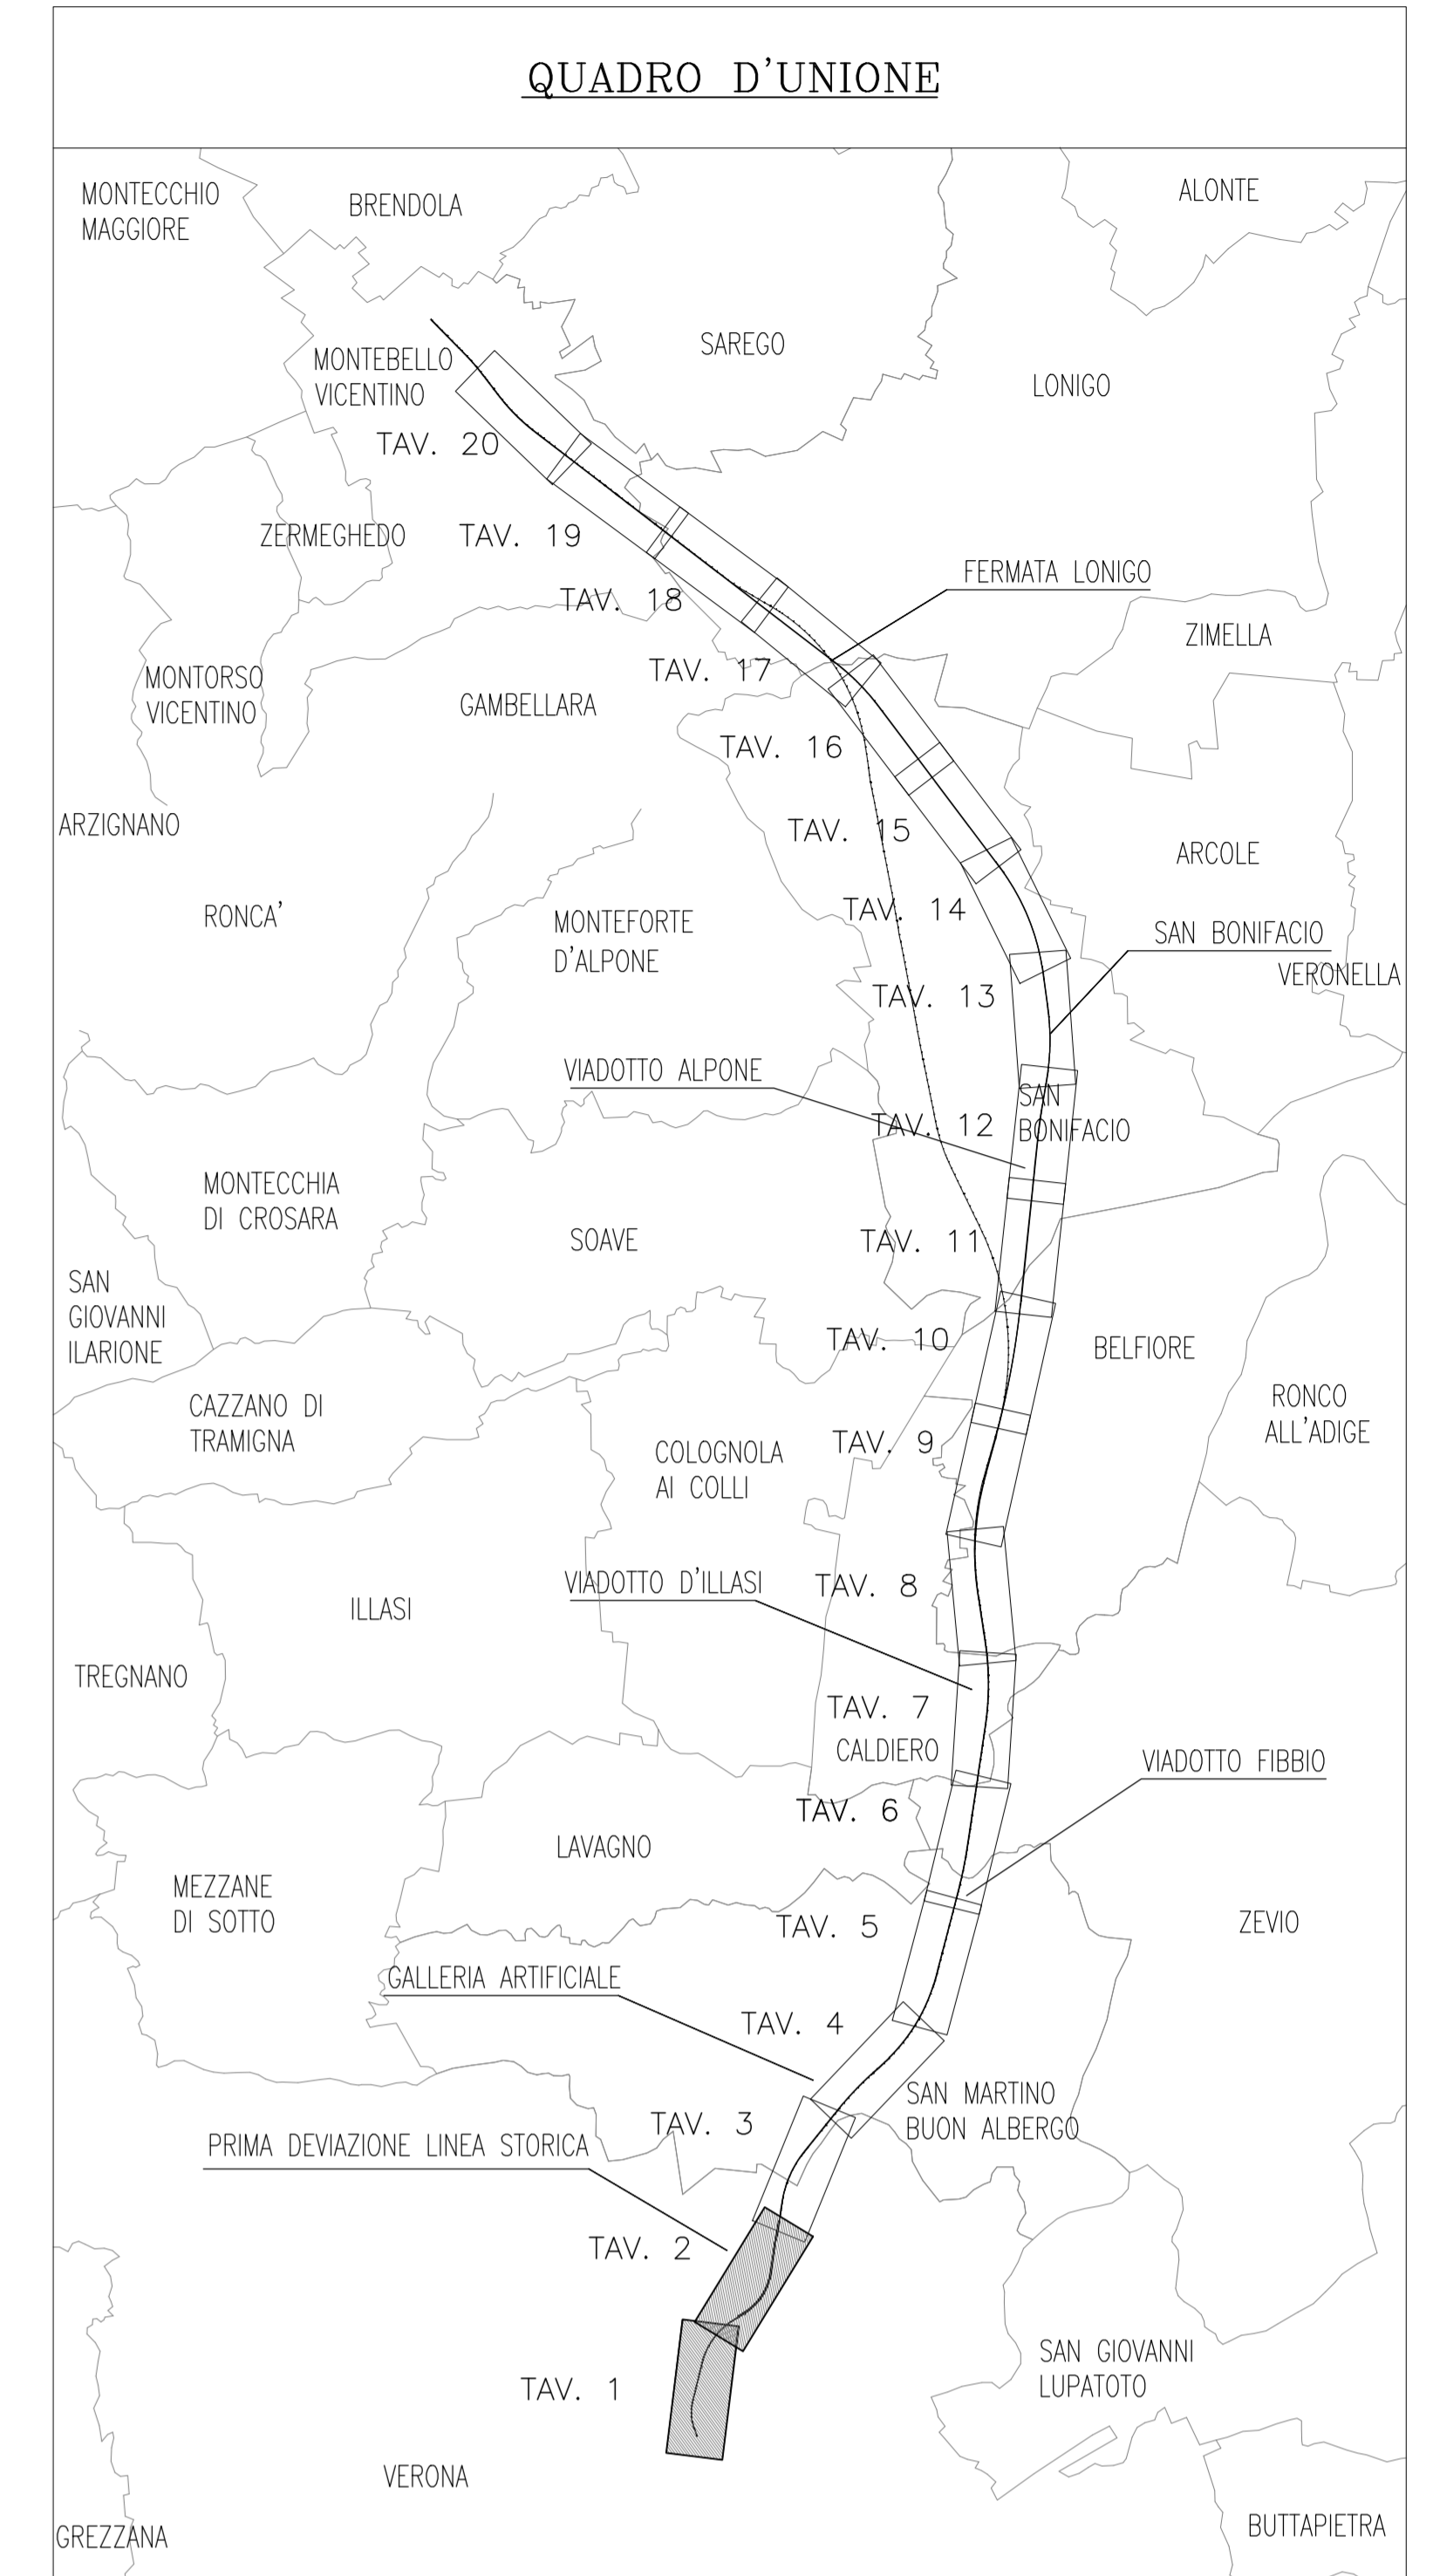 QUADRO D'UNIONE
MONTECCHIO
MAGGIORE
BRENDOLA
ALONTE
SAREGO
MONTEBELLO
VICENTINO
LONIGO
TAV. 20
ZERMEGHEDO
TAV. 19
FERMATA LONIGO
TAV. 18
ZIMELLA
TAV. 17
MONTORSO
VICENTINO
GAMBELLARA
TAV. 16
ARZIGNANO
TAV. 15
ARCOLE
RONCA'
TAV. 14
MONTEFORTE
D'ALPONE
SAN BONIFACIO
VERONELLA
TAV. 13
VIADOTTO ALPONE
SAN
BONIFACIO
TAV. 12
MONTECCHIA
DI CROSARA
SOAVE
TAV. 11
SAN
GIOVANNI
ILARIONE
TAV. 10
BELFIORE
CAZZANO DI
TRAMIGNA
RONCO
ALL'ADIGE
TAV. 9
COLOGNOLA
AI COLLI
VIADOTTO D'ILLASI
TAV. 8
ILLASI
TREGNANO
TAV. 7
CALDIERO
VIADOTTO FIBBIO
TAV. 6
LAVAGNO
MEZZANE
DI SOTTO
ZEVIO
TAV. 5
GALLERIA ARTIFICIALE
TAV. 4
SAN MARTINO
BUON ALBERGO
TAV. 3
PRIMA DEVIAZIONE LINEA STORICA
TAV. 2
SAN GIOVANNI
LUPATOTO
TAV. 1
VERONA
BUTTAPIETRA
GREZZANA